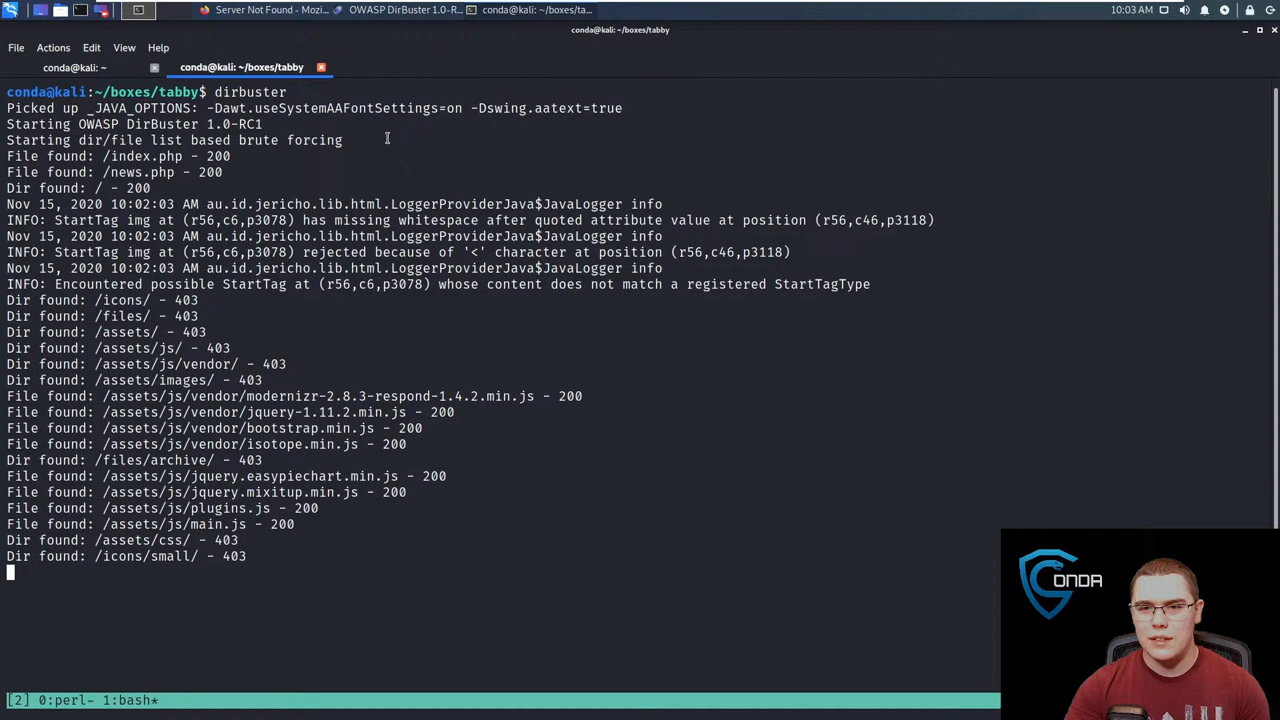 Server Not Found - Mozi...
OWASP DirBuster 1.0-R...
conda@kali: ~/boxes/ta...
10:03 AM
conda@kali: ~/boxes/tabby
File Actions Edit View Help
conda@kali: ~
conda@kali: ~/boxes/tabby
conda@kali:~/boxes/tabby$ dirbuster
Picked up _JAVA_OPTIONS: -Dawt.useSystemAAFontSettings=on -Dswing.aatext=true
Starting OWASP DirBuster 1.0-RC1
Starting dir/file list based brute forcing
File found: /index.php - 200
File found: /news.php - 200
Dir found: / - 200
Nov 15, 2020 10:02:03 AM au.id.jericho.lib.html.LoggerProviderJava$JavaLogger info
INFO: StartTag img at (r56,c6,p3078) has missing whitespace after quoted attribute value at position (r56,c46,p3118)
Nov 15, 2020 10:02:03 AM au.id.jericho.lib.html.LoggerProviderJava$JavaLogger info
INFO: StartTag img at (r56,c6,p3078) rejected because of '<' character at position (r56,c46,p3118)
Nov 15, 2020 10:02:03 AM au.id.jericho.lib.html.LoggerProviderJava$JavaLogger info
INFO: Encountered possible StartTag at (r56,c6,p3078) whose content does not match a registered StartTagType
Dir found: /icons/ - 403
Dir found: /files/ - 403
Dir found: /assets/ - 403
Dir found: /assets/js/ - 403
Dir found: /assets/js/vendor/ - 403
Dir found: /assets/images/ - 403
File found: /assets/js/vendor/modernizr-2.8.3-respond-1.4.2.min.js - 200
File found: /assets/js/vendor/jquery-1.11.2.min.js - 200
File found: /assets/js/vendor/bootstrap.min.js - 200
File found: /assets/js/vendor/isotope.min.js - 200
Dir found: /files/archive/ - 403
File found: /assets/js/jquery.easypiechart.min.js - 200
File found: /assets/js/jquery.mixitup.min.js - 200
File found: /assets/js/plugins.js - 200
File found: /assets/js/main.js - 200
Dir found: /assets/css/ - 403
Dir found: /icons/small/ - 403
CONDA
[2] 0:perl- 1:bash*